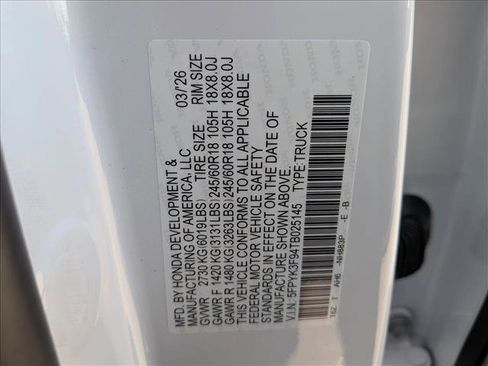 MFD. BY HONDA DEVELOPMENT & 03/'26
MANUFACTURING OF AMERICA, LLC
GVWR 2730 KG(6019LBS) TIRE SIZE RIM SIZE
GAWR F 1420 KG(3131LBS)245/60R18 105H 18X8.0J
GAWR R 1480 KG(3263LBS)245/60R18 105H 18X8.0J
THIS VEHICLE CONFORMS TO ALL APPLICABLE
FEDERAL MOTOR VEHICLE SAFETY
STANDARDS IN EFFECT ON THE DATE OF
MANUFACTURE SHOWN ABOVE.
V.I.N.: 5FPYK3F94TB025145 TYPE:TRUCK
T6Z I AH6 -NH883P -E -B